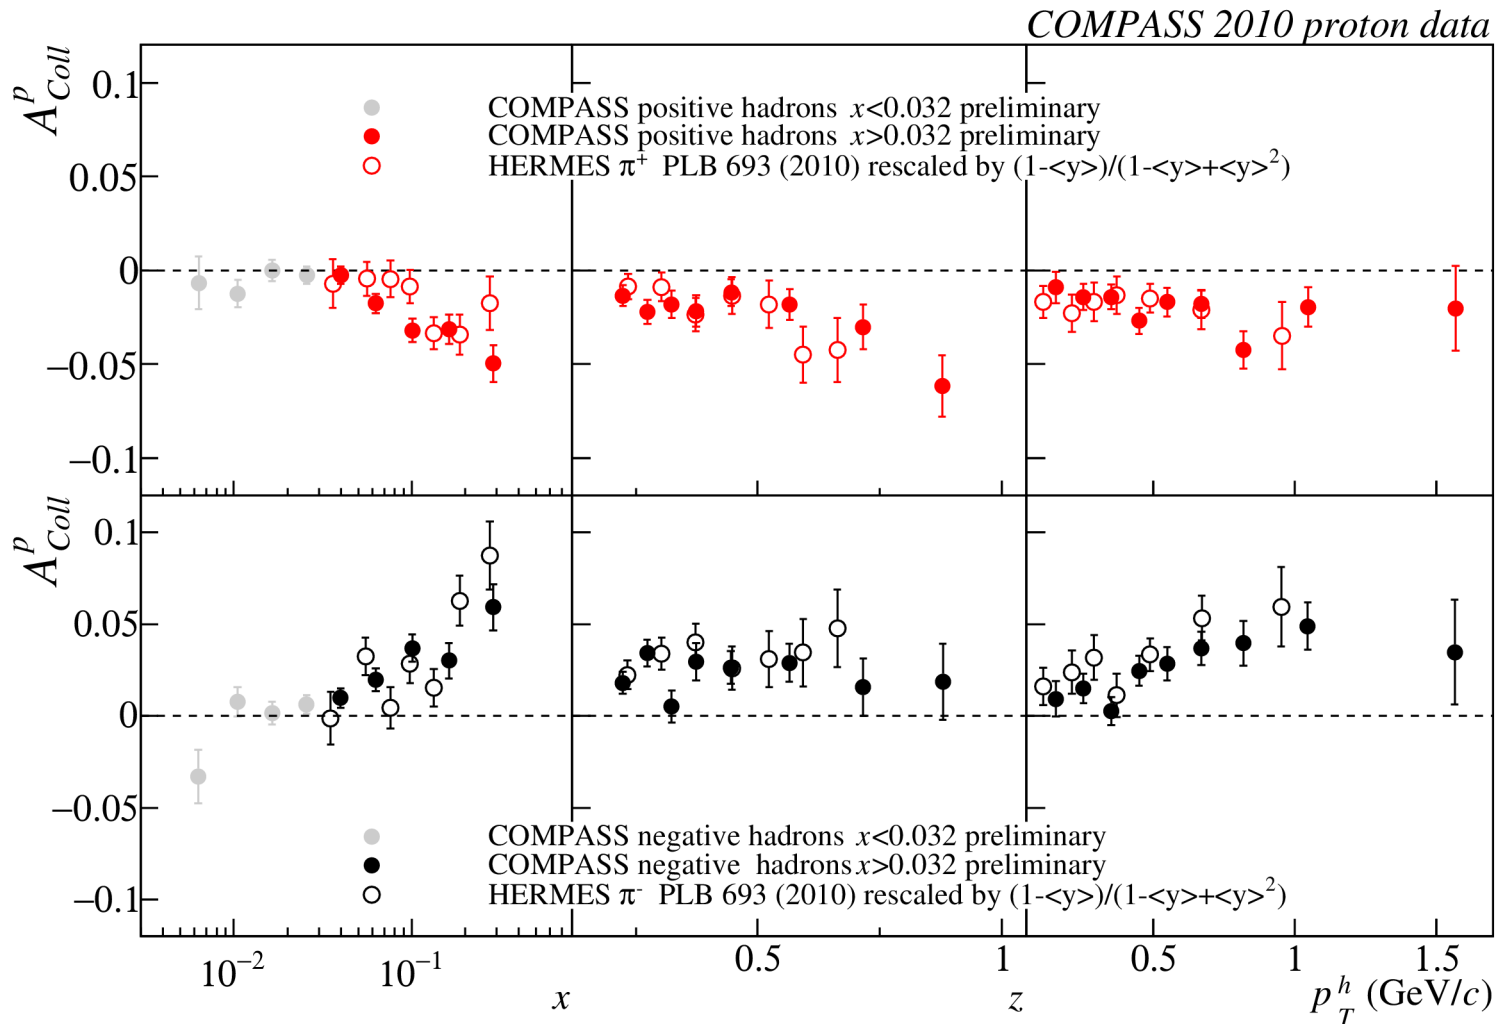 COMPASS 2010 proton data
A^p_Coll
0.1
0.05
0
−0.05
−0.1
COMPASS positive hadrons x<0.032 preliminary
COMPASS positive hadrons x>0.032 preliminary
HERMES π⁺ PLB 693 (2010) rescaled by (1-<y>)/(1-<y>+<y>²)
A^p_Coll
0.1
0.05
0
−0.05
−0.1
COMPASS negative hadrons x<0.032 preliminary
COMPASS negative hadrons x>0.032 preliminary
HERMES π⁻ PLB 693 (2010) rescaled by (1-<y>)/(1-<y>+<y>²)
10⁻² 10⁻¹ 0.5 1 0.5 1 1.5
x z p_T^h (GeV/c)